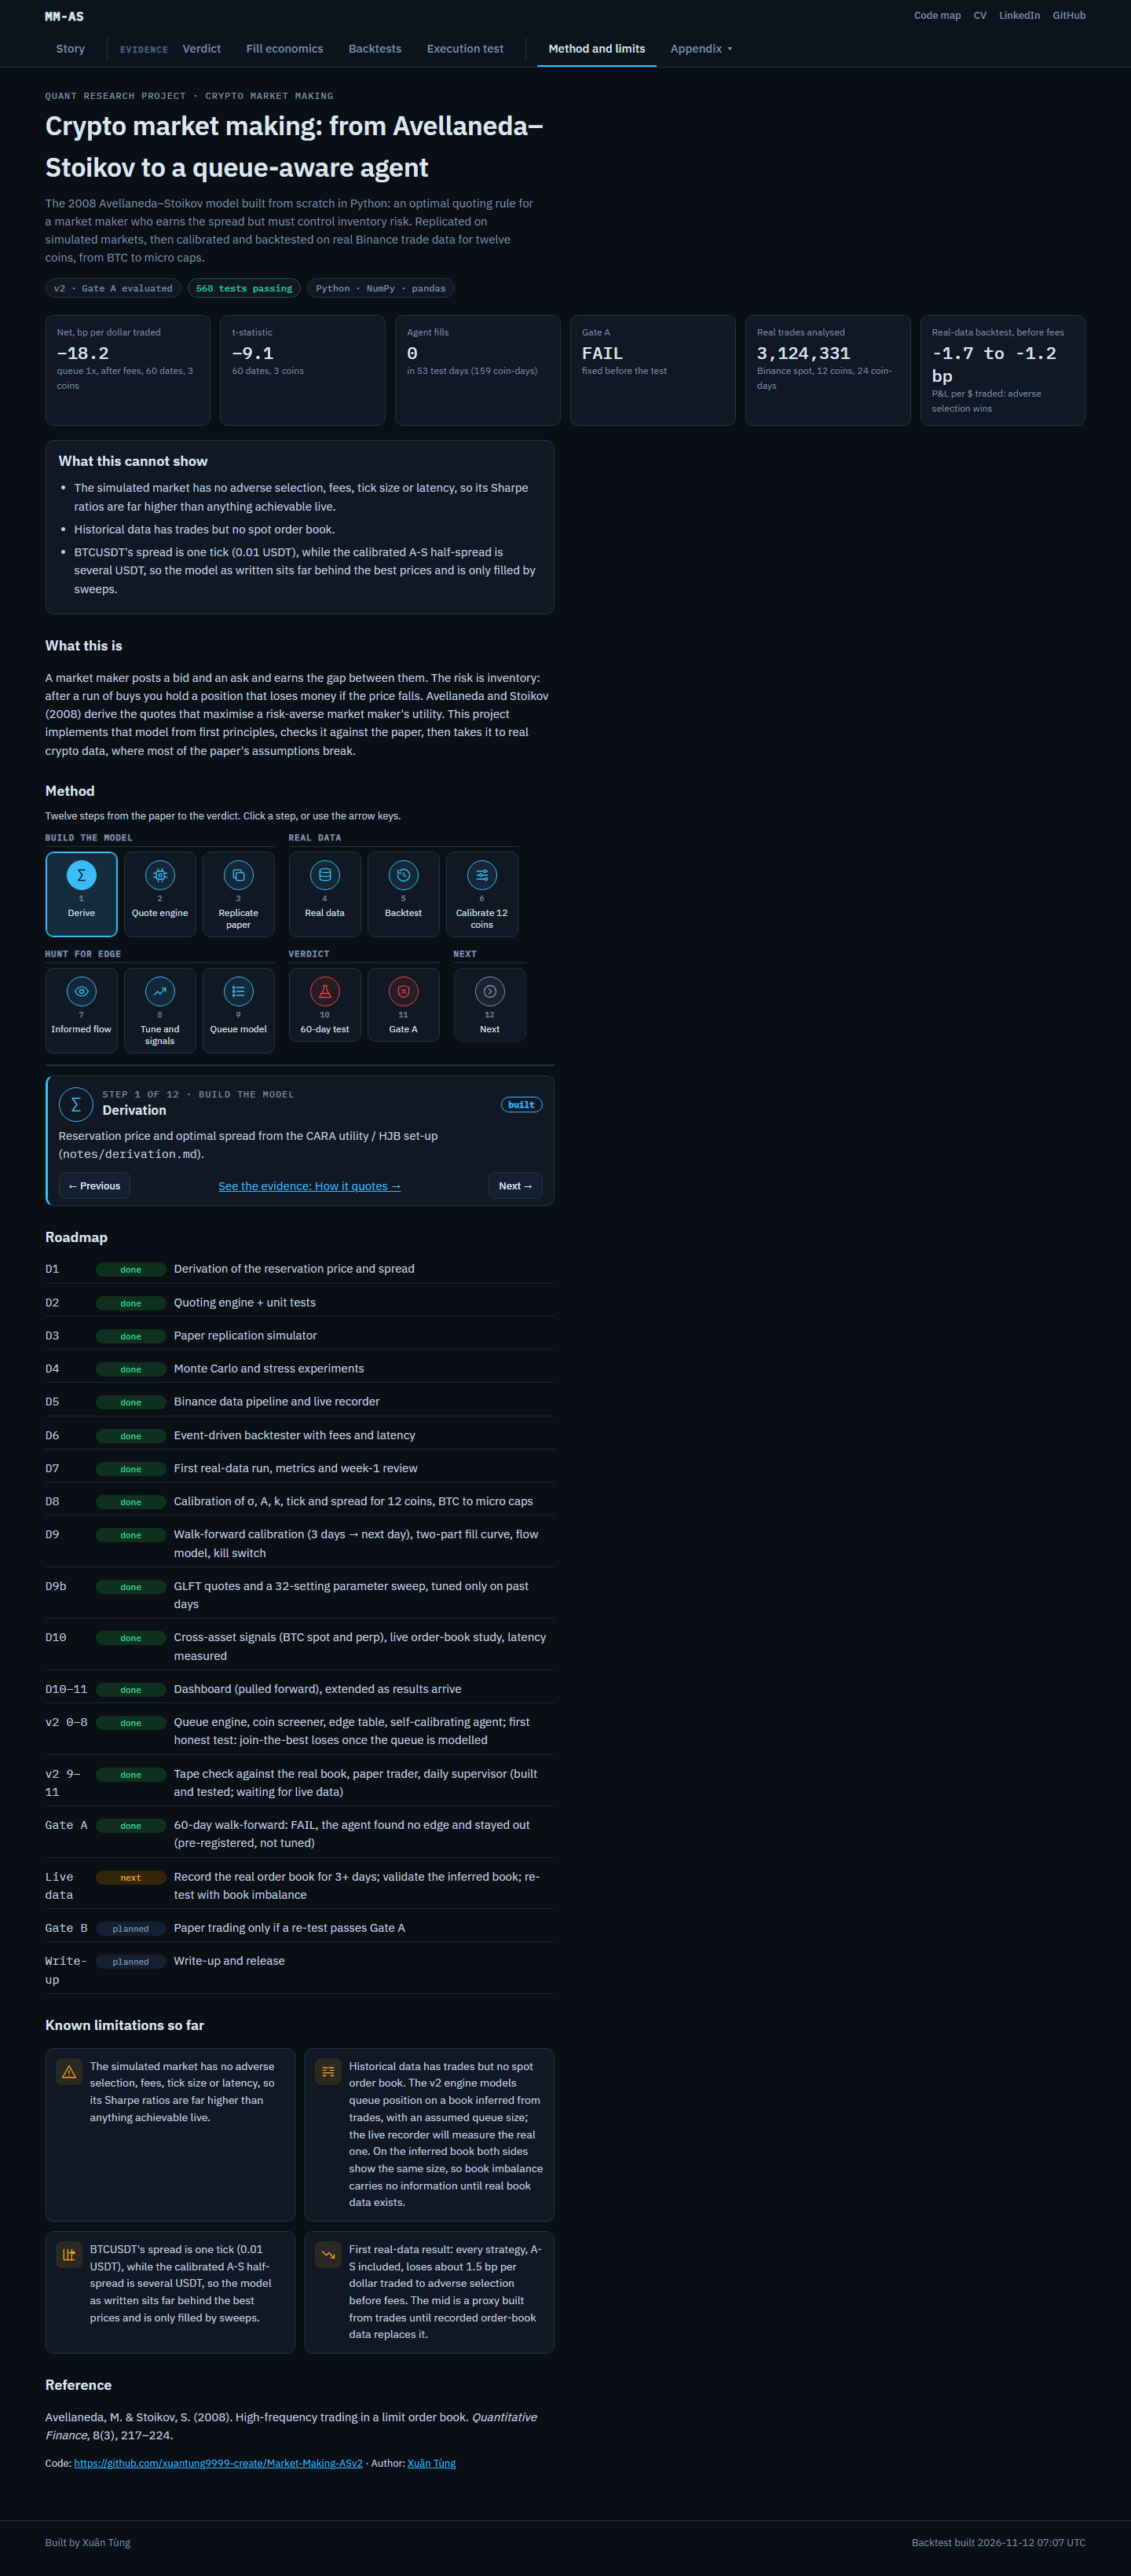 MM-AS
Code map CV LinkedIn GitHub
Story EVIDENCE Verdict Fill economics Backtests Execution test Method and limits Appendix ▾
QUANT RESEARCH PROJECT · CRYPTO MARKET MAKING
Crypto market making: from Avellaneda–
Stoikov to a queue-aware agent
The 2008 Avellaneda–Stoikov model built from scratch in Python: an optimal quoting rule for
a market maker who earns the spread but must control inventory risk. Replicated on
simulated markets, then calibrated and backtested on real Binance trade data for twelve
coins, from BTC to micro caps.
v2 · Gate A evaluated 568 tests passing Python · NumPy · pandas
Net, bp per dollar traded
−18.2
queue 1x, after fees, 60 dates, 3
coins
t-statistic
−9.1
60 dates, 3 coins
Agent fills
0
in 53 test days (159 coin-days)
Gate A
FAIL
fixed before the test
Real trades analysed
3,124,331
Binance spot, 12 coins, 24 coin-
days
Real-data backtest, before fees
-1.7 to -1.2
bp
P&L per $ traded: adverse
selection wins
What this cannot show
• The simulated market has no adverse selection, fees, tick size or latency, so its Sharpe
ratios are far higher than anything achievable live.
• Historical data has trades but no spot order book.
• BTCUSDT's spread is one tick (0.01 USDT), while the calibrated A-S half-spread is
several USDT, so the model as written sits far behind the best prices and is only filled by
sweeps.
What this is
A market maker posts a bid and an ask and earns the gap between them. The risk is inventory:
after a run of buys you hold a position that loses money if the price falls. Avellaneda and Stoikov
(2008) derive the quotes that maximise a risk-averse market maker's utility. This project
implements that model from first principles, checks it against the paper, then takes it to real
crypto data, where most of the paper's assumptions break.
Method
Twelve steps from the paper to the verdict. Click a step, or use the arrow keys.
BUILD THE MODEL
1
Derive
2
Quote engine
3
Replicate
paper
REAL DATA
4
Real data
5
Backtest
6
Calibrate 12
coins
HUNT FOR EDGE
7
Informed flow
8
Tune and
signals
9
Queue model
VERDICT
10
60-day test
11
Gate A
NEXT
12
Next
STEP 1 OF 12 · BUILD THE MODEL
Derivation
built
Reservation price and optimal spread from the CARA utility / HJB set-up
(notes/derivation.md).
← Previous See the evidence: How it quotes → Next →
Roadmap
D1 done Derivation of the reservation price and spread
D2 done Quoting engine + unit tests
D3 done Paper replication simulator
D4 done Monte Carlo and stress experiments
D5 done Binance data pipeline and live recorder
D6 done Event-driven backtester with fees and latency
D7 done First real-data run, metrics and week-1 review
D8 done Calibration of σ, A, k, tick and spread for 12 coins, BTC to micro caps
D9 done Walk-forward calibration (3 days → next day), two-part fill curve, flow
model, kill switch
D9b done GLFT quotes and a 32-setting parameter sweep, tuned only on past
days
D10 done Cross-asset signals (BTC spot and perp), live order-book study, latency
measured
D10–11 done Dashboard (pulled forward), extended as results arrive
v2 0–8 done Queue engine, coin screener, edge table, self-calibrating agent; first
honest test: join-the-best loses once the queue is modelled
v2 9–
11 done Tape check against the real book, paper trader, daily supervisor (built
and tested; waiting for live data)
Gate A done 60-day walk-forward: FAIL, the agent found no edge and stayed out
(pre-registered, not tuned)
Live
data next Record the real order book for 3+ days; validate the inferred book; re-
test with book imbalance
Gate B planned Paper trading only if a re-test passes Gate A
Write-
up planned Write-up and release
Known limitations so far
The simulated market has no adverse
selection, fees, tick size or latency, so
its Sharpe ratios are far higher than
anything achievable live.
Historical data has trades but no spot
order book. The v2 engine models
queue position on a book inferred from
trades, with an assumed queue size;
the live recorder will measure the real
one. On the inferred book both sides
show the same size, so book imbalance
carries no information until real book
data exists.
BTCUSDT's spread is one tick (0.01
USDT), while the calibrated A-S half-
spread is several USDT, so the model
as written sits far behind the best
prices and is only filled by sweeps.
First real-data result: every strategy, A-
S included, loses about 1.5 bp per
dollar traded to adverse selection
before fees. The mid is a proxy built
from trades until recorded order-book
data replaces it.
Reference
Avellaneda, M. & Stoikov, S. (2008). High-frequency trading in a limit order book. Quantitative
Finance, 8(3), 217–224.
Code: https://github.com/xuantung9999-create/Market-Making-ASv2 · Author: Xuân Tùng
Built by Xuân Tùng
Backtest built 2026-11-12 07:07 UTC